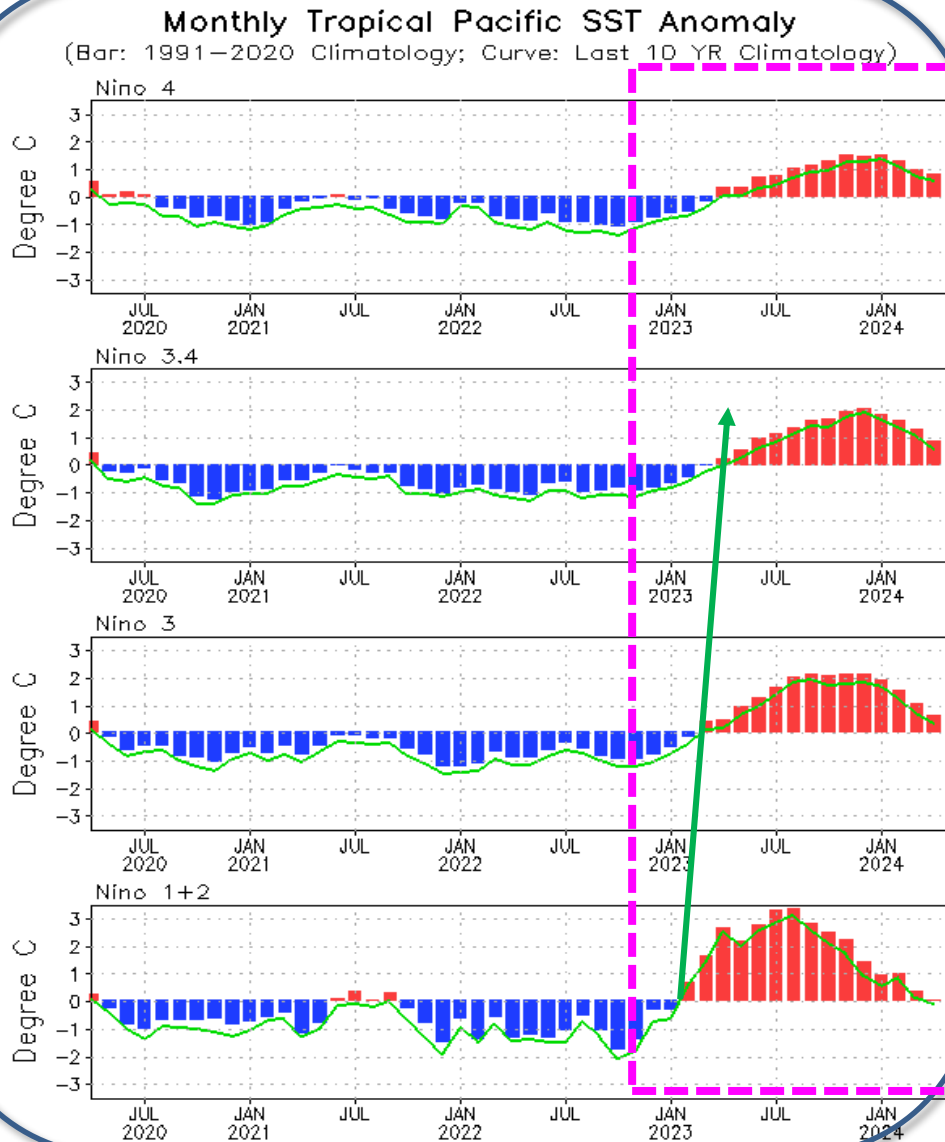 Monthly Tropical Pacific SST Anomaly
(Bar: 1991-2020 Climatology; Curve: Last 10 YR Climatology)
Nino 4
Degree C
3
2
1
0
-1
-2
-3
JUL JAN JUL JAN JUL JAN JUL JAN
2020 2021 2022 2023 2024
Nino 3.4
Degree C
3
2
1
0
-1
-2
-3
JUL JAN JUL JAN JUL JAN JUL JAN
2020 2021 2022 2023 2024
Nino 3
Degree C
3
2
1
0
-1
-2
-3
JUL JAN JUL JAN JUL JAN JUL JAN
2020 2021 2022 2023 2024
Nino 1+2
Degree C
3
2
1
0
-1
-2
-3
JUL JAN JUL JAN JUL JAN JUL JAN
2020 2021 2022 2023 2024